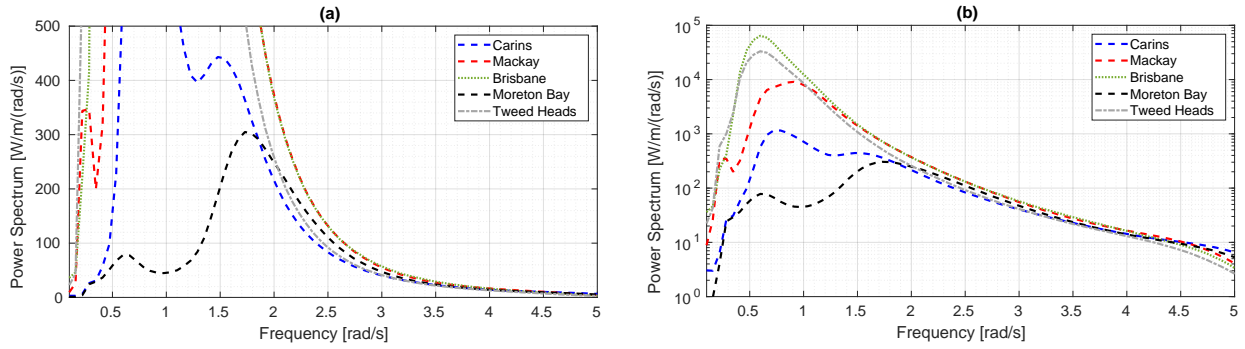 (a)
500
400
300
200
100
0
Power Spectrum [W/m/(rad/s)]
0.5 1 1.5 2 2.5 3 3.5 4 4.5 5
Frequency [rad/s]
Carins
Mackay
Brisbane
Moreton Bay
Tweed Heads
(b)
10^5
10^4
10^3
10^2
10^1
10^0
Power Spectrum [W/m/(rad/s)]
0.5 1 1.5 2 2.5 3 3.5 4 4.5 5
Frequency [rad/s]
Carins
Mackay
Brisbane
Moreton Bay
Tweed Heads